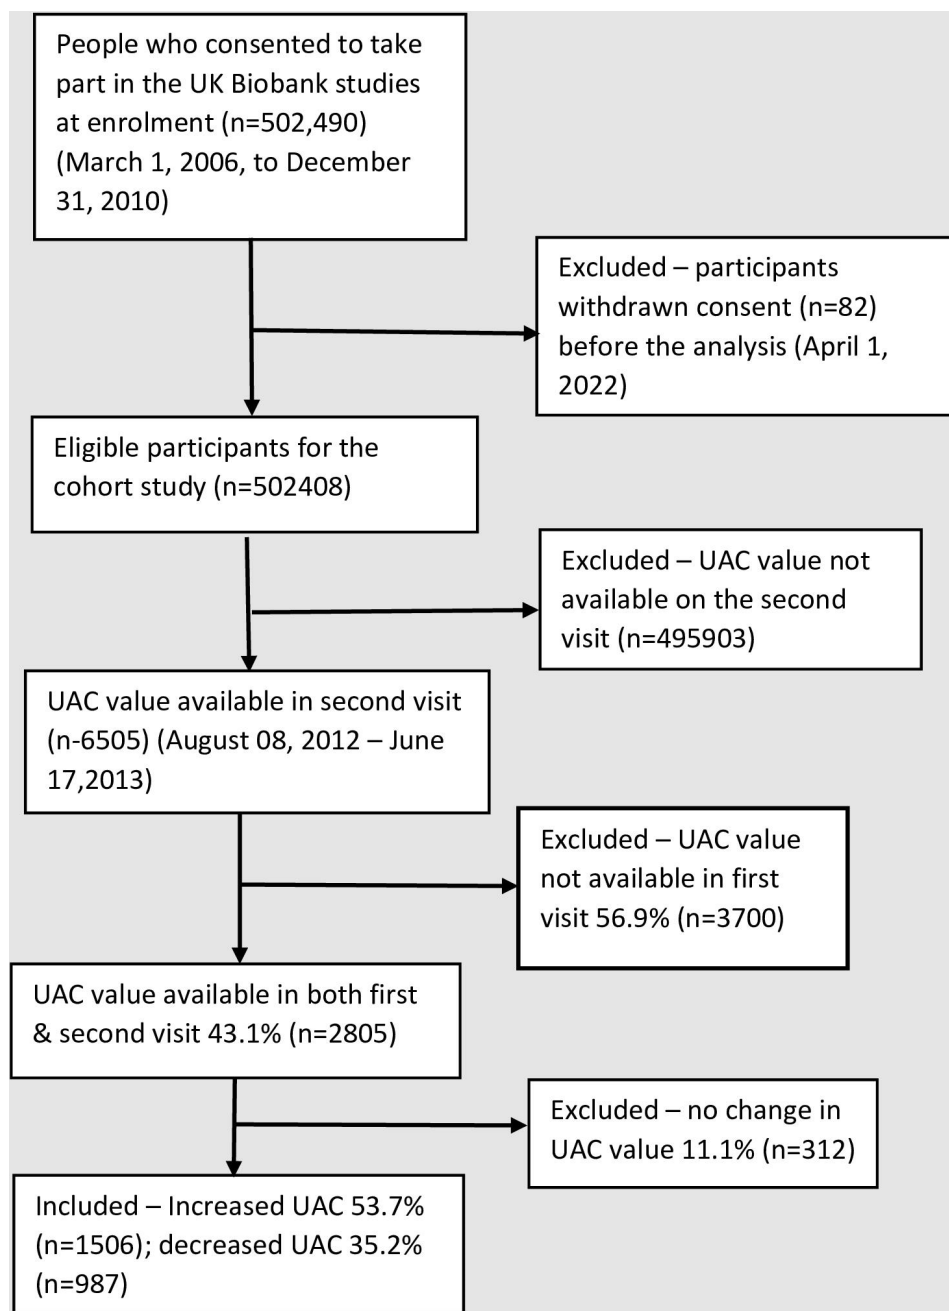 People who consented to take
part in the UK Biobank studies
at enrolment (n=502,490)
(March 1, 2006, to December
31, 2010)
Excluded – participants
withdrawn consent (n=82)
before the analysis (April 1,
2022)
Eligible participants for the
cohort study (n=502408)
Excluded – UAC value not
available on the second
visit (n=495903)
UAC value available in second visit
(n-6505) (August 08, 2012 – June
17,2013)
Excluded – UAC value
not available in first
visit 56.9% (n=3700)
UAC value available in both first
& second visit 43.1% (n=2805)
Excluded – no change in
UAC value 11.1% (n=312)
Included – Increased UAC 53.7%
(n=1506); decreased UAC 35.2%
(n=987)